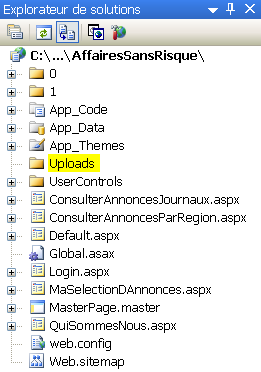 Explorateur de solutions
C:\...\AffairesSansRisque\
0
1
App_Code
App_Data
App_Themes
Uploads
UserControls
ConsulterAnnoncesJournaux.aspx
ConsulterAnnoncesParRegion.aspx
Default.aspx
Global.asax
Login.aspx
MaSelectionDAnnonces.aspx
MasterPage.master
QuiSommesNous.aspx
web.config
Web.sitemap